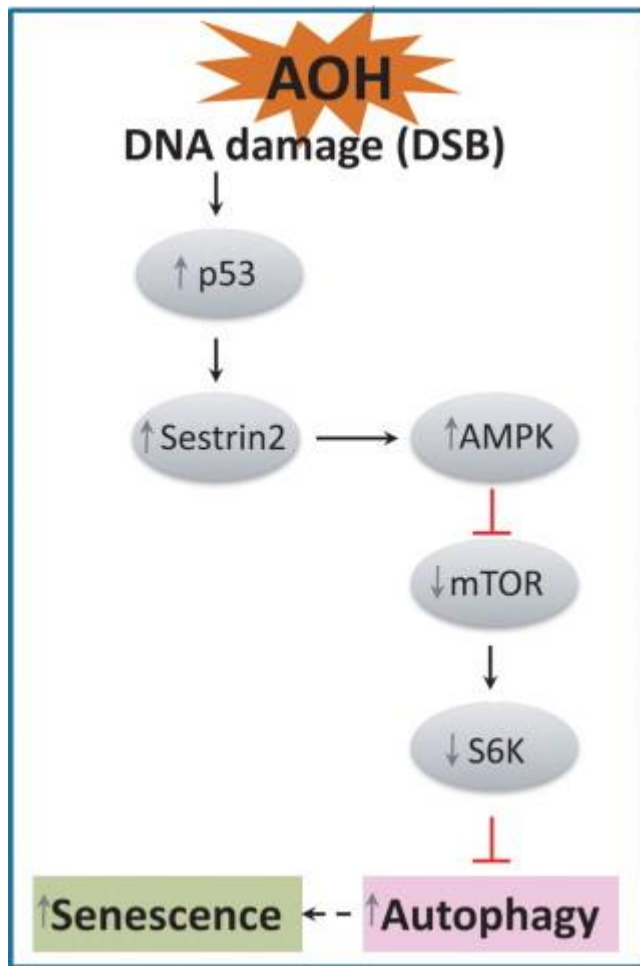 AOH
DNA damage (DSB)
↑ p53
↑ Sestrin2
↑AMPK
↓mTOR
↓ S6K
↑Senescence
↑Autophagy